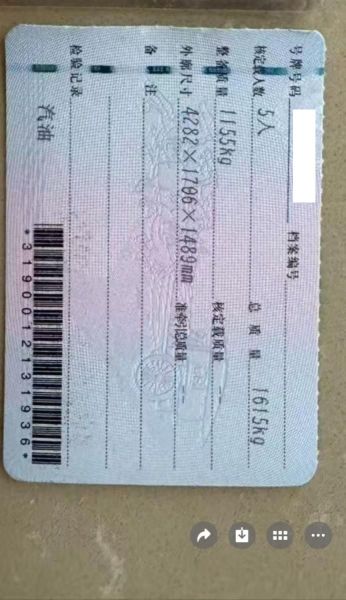 号牌号码 档案编号
核定载人数 5人 总质量 1615kg
整备质量 1155kg 核定载质量 --
外廓尺寸 4282×1706×1489mm 准牵引总质量 --
备注
检验记录
汽油
*3190012131936*